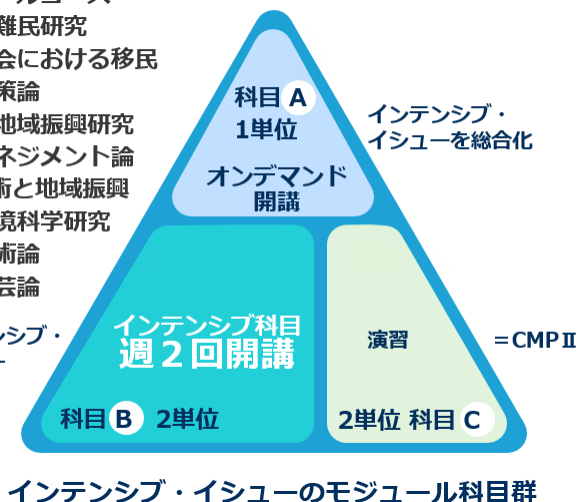 難民研究
会における移民
策論
地域振興研究
ネジメント論
術と地域振興
境科学研究
術論
芸論
科目 A
1単位
オンデマンド
開講
インテンシブ・
イシューを総合化
ンシブ・
インテンシブ科目
週２回開講
科目 B 2単位
演習
2単位 科目 C
＝CMPⅡ
インテンシブ・イシューのモジュール科目群